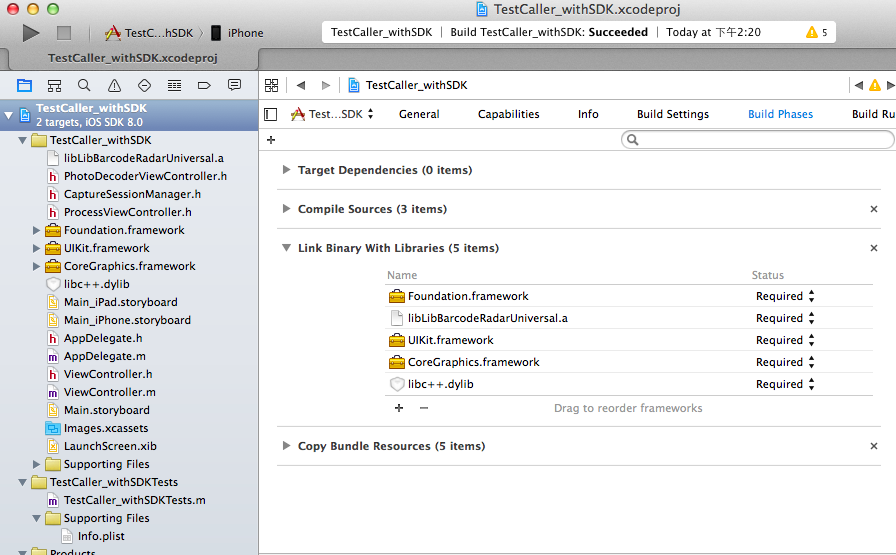 TestCaller_withSDK.xcodeproj
TestC...hSDK iPhone
TestCaller_withSDK Build TestCaller_withSDK: Succeeded Today at 下午2:20 5
TestCaller_withSDK.xcodeproj
TestCaller_withSDK
TestCaller_withSDK
2 targets, iOS SDK 8.0
TestCaller_withSDK
libLibBarcodeRadarUniversal.a
PhotoDecoderViewController.h
CaptureSessionManager.h
ProcessViewController.h
Foundation.framework
UIKit.framework
CoreGraphics.framework
libc++.dylib
Main_iPad.storyboard
Main_iPhone.storyboard
AppDelegate.h
AppDelegate.m
ViewController.h
ViewController.m
Main.storyboard
Images.xcassets
LaunchScreen.xib
Supporting Files
TestCaller_withSDKTests
TestCaller_withSDKTests.m
Supporting Files
Info.plist
Products
Test...SDK General Capabilities Info Build Settings Build Phases Build Ru
Target Dependencies (0 items)
Compile Sources (3 items)
Link Binary With Libraries (5 items)
Name Status
Foundation.framework Required
libLibBarcodeRadarUniversal.a Required
UIKit.framework Required
CoreGraphics.framework Required
libc++.dylib Required
Drag to reorder frameworks
Copy Bundle Resources (5 items)